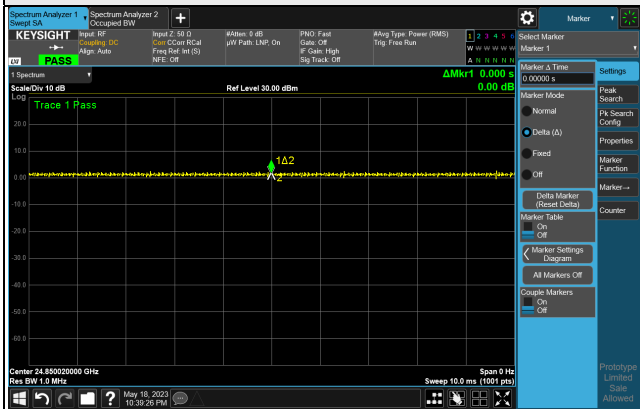 Spectrum Analyzer 1
Swept SA
Spectrum Analyzer 2
Occupied BW
KEYSIGHT
LXI
PASS
Input: RF
Coupling: DC
Align: Auto
Input Z: 50 Ω
Corr CCorr RCal
Freq Ref: Int (S)
NFE: Off
#Atten: 0 dB
µW Path: LNP, On
PNO: Fast
Gate: Off
IF Gain: High
Sig Track: Off
#Avg Type: Power (RMS)
Trig: Free Run
1 2 3 4 5 6
W W W W W W
A N N N N N
1 Spectrum
Scale/Div 10 dB
Ref Level 30.00 dBm
ΔMkr1 0.000 s
0.00 dB
Log
Trace 1 Pass
20.0
10.0
0.00
-10.0
-20.0
-30.0
-40.0
-50.0
-60.0
1Δ2
2
Center 24.850020000 GHz
Res BW 1.0 MHz
Span 0 Hz
Sweep 10.0 ms (1001 pts)
May 18, 2023
10:39:26 PM
Marker
Select Marker
Marker 1
Marker Δ Time
0.00000 s
Marker Mode
Normal
Delta (Δ)
Fixed
Off
Delta Marker
(Reset Delta)
Marker Table
On
Off
Marker Settings
Diagram
All Markers Off
Couple Markers
On
Off
Settings
Peak
Search
Pk Search
Config
Properties
Marker
Function
Marker→
Counter
Prototype
Limited
Sale
Allowed